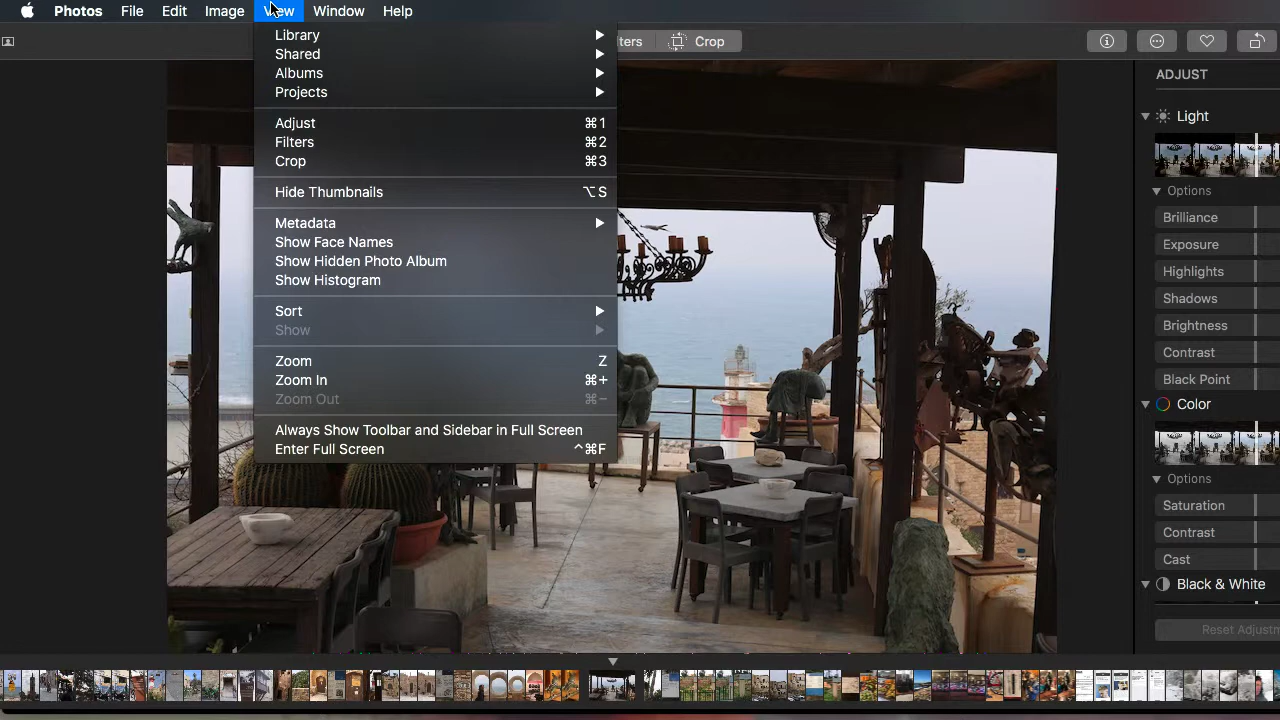 Photos File Edit Image View Window Help
Filters Crop
Library
Shared
Albums
Projects
Adjust ⌘1
Filters ⌘2
Crop ⌘3
Hide Thumbnails ⌥S
Metadata
Show Face Names
Show Hidden Photo Album
Show Histogram
Sort
Show
Zoom Z
Zoom In ⌘+
Zoom Out ⌘−
Always Show Toolbar and Sidebar in Full Screen
Enter Full Screen ^⌘F
ADJUST
Light
Options
Brilliance
Exposure
Highlights
Shadows
Brightness
Contrast
Black Point
Color
Options
Saturation
Contrast
Cast
Black & White
Reset Adjustm